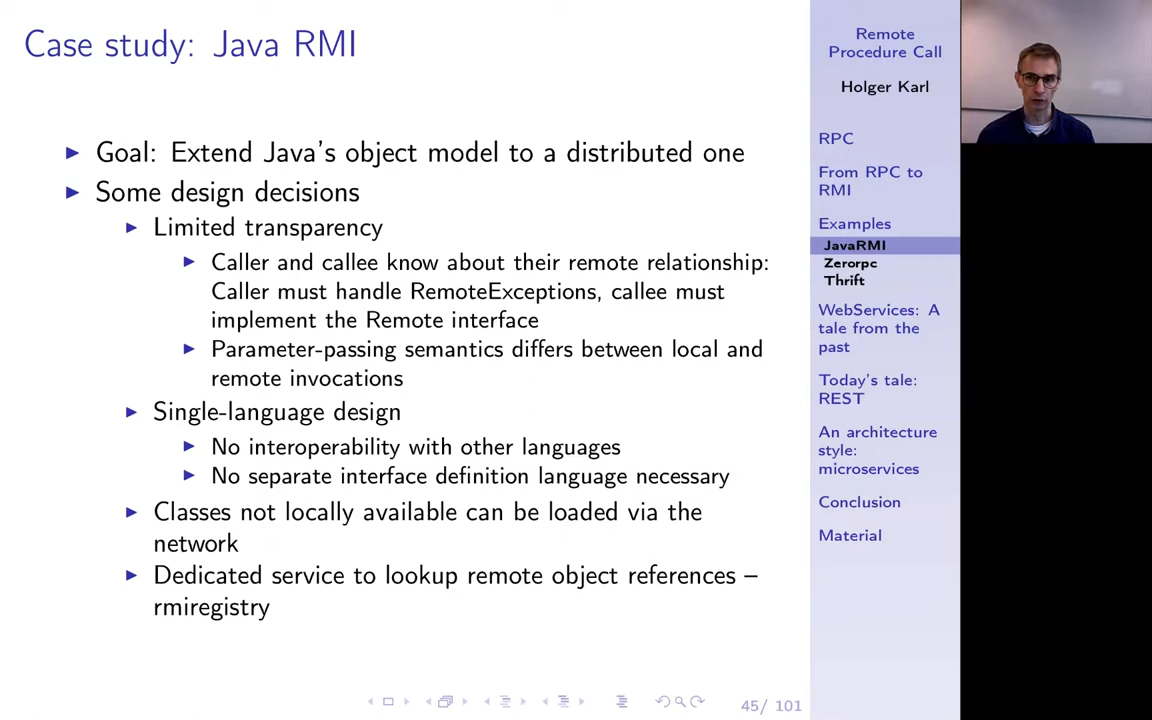 Case study: Java RMI
Goal: Extend Java's object model to a distributed one
Some design decisions
Limited transparency
Caller and callee know about their remote relationship:
Caller must handle RemoteExceptions, callee must
implement the Remote interface
Parameter-passing semantics differs between local and
remote invocations
Single-language design
No interoperability with other languages
No separate interface definition language necessary
Classes not locally available can be loaded via the
network
Dedicated service to lookup remote object references –
rmiregistry
45/ 101
Remote
Procedure Call
Holger Karl
RPC
From RPC to
RMI
Examples
JavaRMI
Zerorpc
Thrift
WebServices: A
tale from the
past
Today's tale:
REST
An architecture
style:
microservices
Conclusion
Material